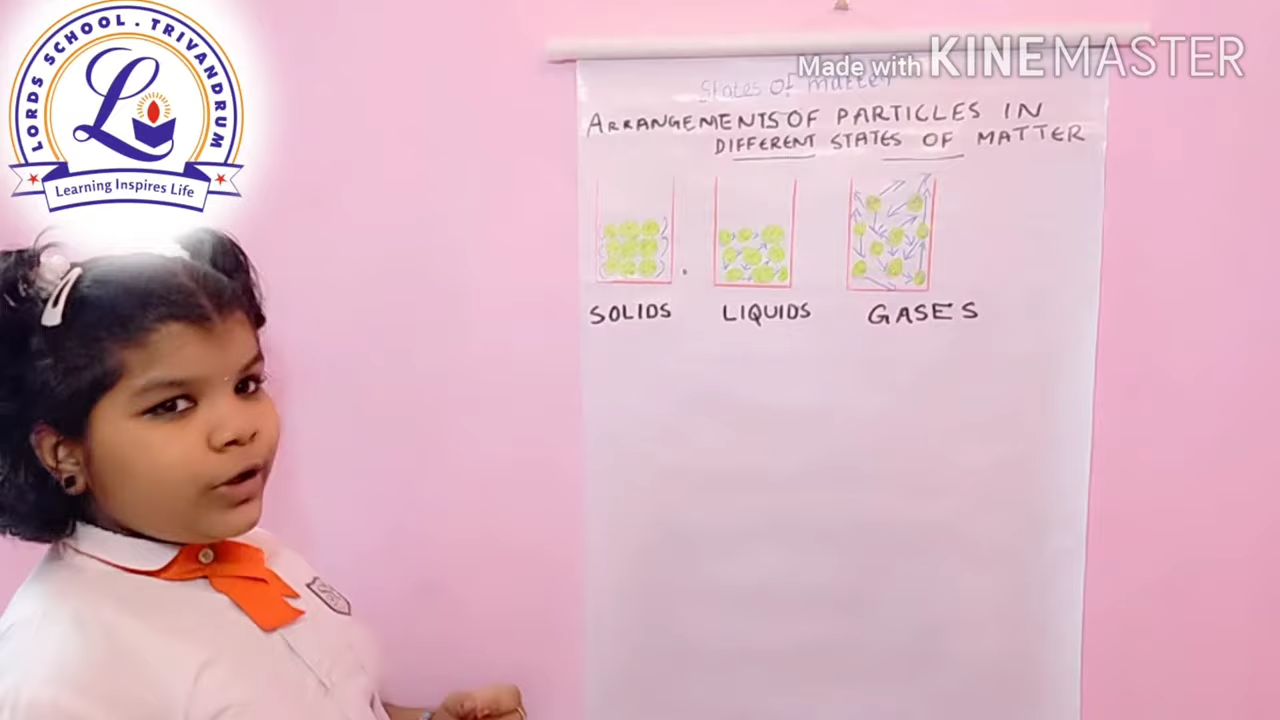 LORDS SCHOOL . TRIVANDRUM
L
Learning Inspires Life
Made with KINEMASTER
States of matter
ARRANGEMENTS OF PARTICLES IN
DIFFERENT STATES OF MATTER
SOLIDS LIQUIDS GASES